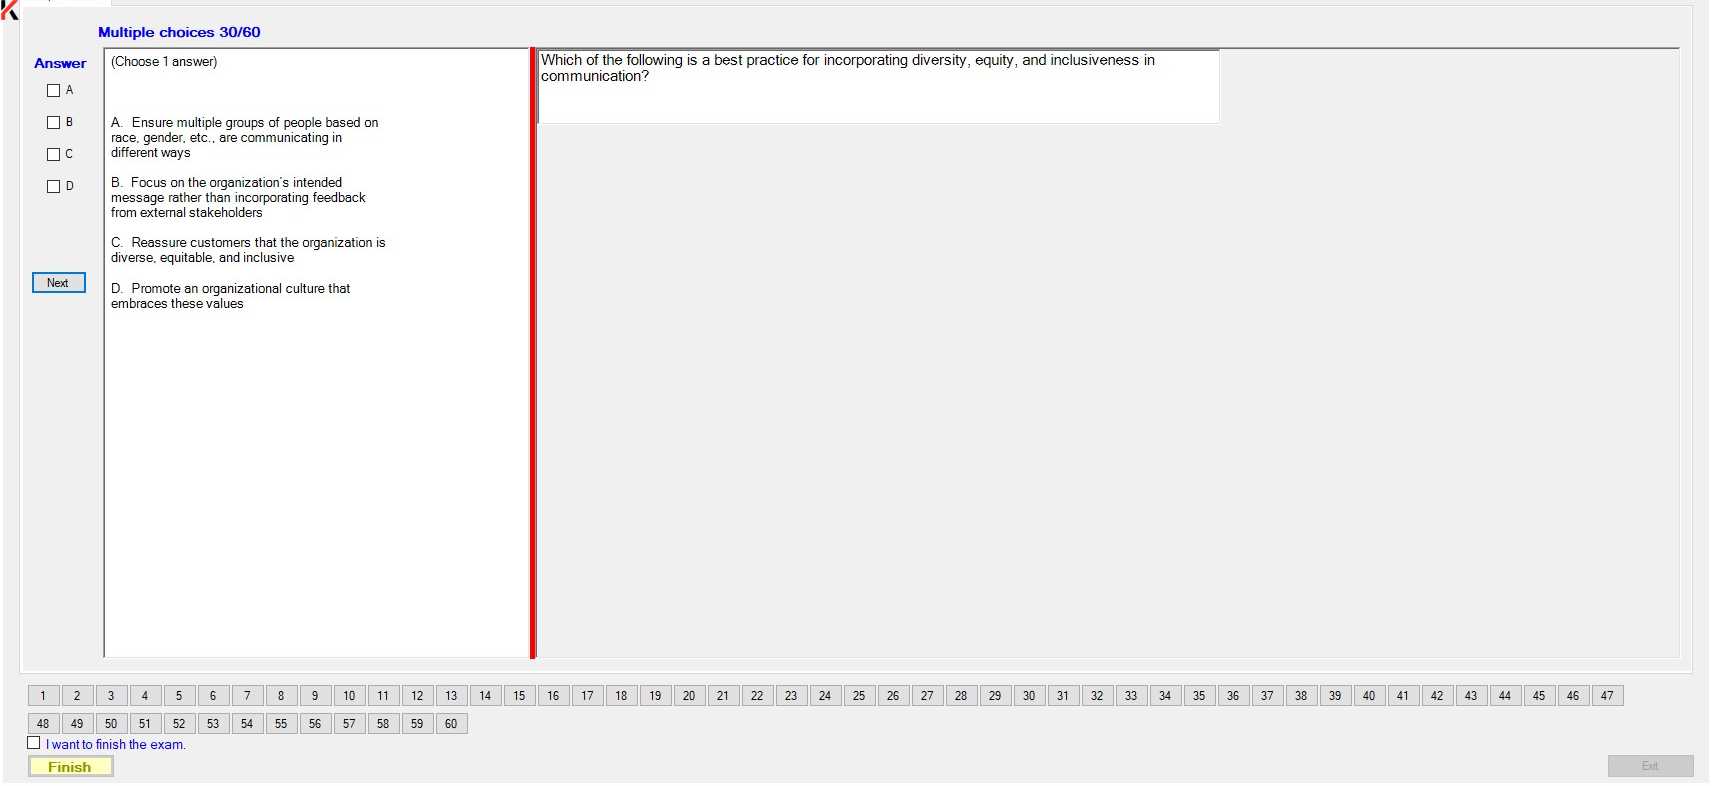 Multiple choices 30/60
Answer
A
B
C
D
Next
(Choose 1 answer)
A.  Ensure multiple groups of people based on
race, gender, etc., are communicating in
different ways
B.  Focus on the organization's intended
message rather than incorporating feedback
from external stakeholders
C.  Reassure customers that the organization is
diverse, equitable, and inclusive
D.  Promote an organizational culture that
embraces these values
Which of the following is a best practice for incorporating diversity, equity, and inclusiveness in
communication?
1 2 3 4 5 6 7 8 9 10 11 12 13 14 15 16 17 18 19 20 21 22 23 24 25 26 27 28 29 30 31 32 33 34 35 36 37 38 39 40 41 42 43 44 45 46 47
48 49 50 51 52 53 54 55 56 57 58 59 60
I want to finish the exam.
Finish
Exit